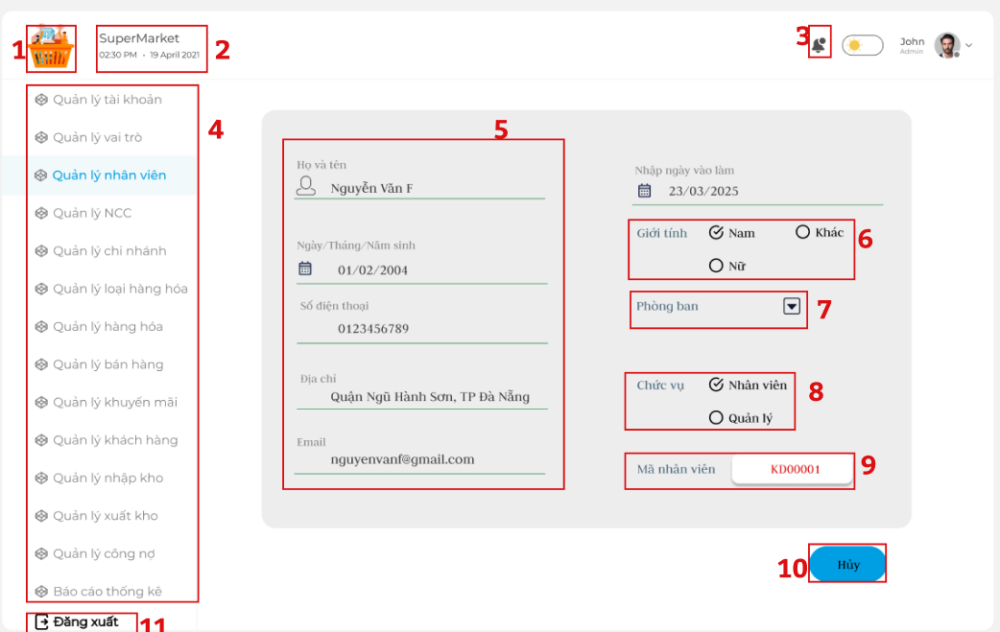 1
SuperMarket
02:30 PM • 19 April 2021
2
3
John
Admin
4
Quản lý tài khoản
Quản lý vai trò
Quản lý nhân viên
Quản lý NCC
Quản lý chi nhánh
Quản lý loại hàng hóa
Quản lý hàng hóa
Quản lý bán hàng
Quản lý khuyến mãi
Quản lý khách hàng
Quản lý nhập kho
Quản lý xuất kho
Quản lý công nợ
Báo cáo thống kê
Đăng xuất
11
5
Họ và tên
Nguyễn Văn F
Ngày/Tháng/Năm sinh
01/02/2004
Số điện thoại
0123456789
Địa chỉ
Quận Ngũ Hành Sơn, TP Đà Nẵng
Email
nguyenvanf@gmail.com
Nhập ngày vào làm
23/03/2025
Giới tính Nam Khác 6
Nữ
Phòng ban 7
Chức vụ Nhân viên 8
Quản lý
Mã nhân viên KD00001 9
10 Hủy